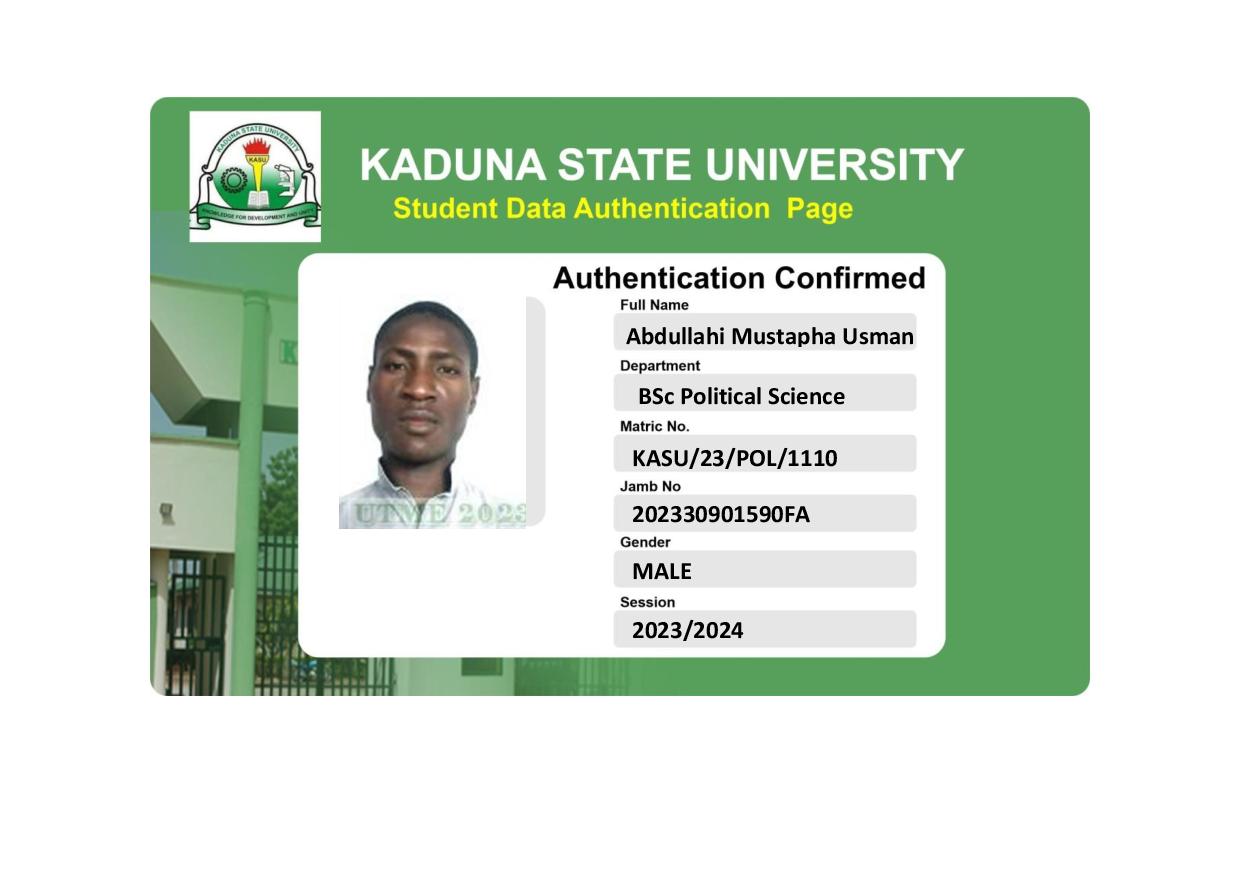 KADUNA STATE UNIVERSITY
KASU
KNOWLEDGE FOR DEVELOPMENT AND UNITY
KADUNA STATE UNIVERSITY
Student Data Authentication Page
K
Authentication Confirmed
Full Name
Abdullahi Mustapha Usman
Department
BSc Political Science
Matric No.
KASU/23/POL/1110
Jamb No
202330901590FA
Gender
MALE
Session
2023/2024
UTME 2023